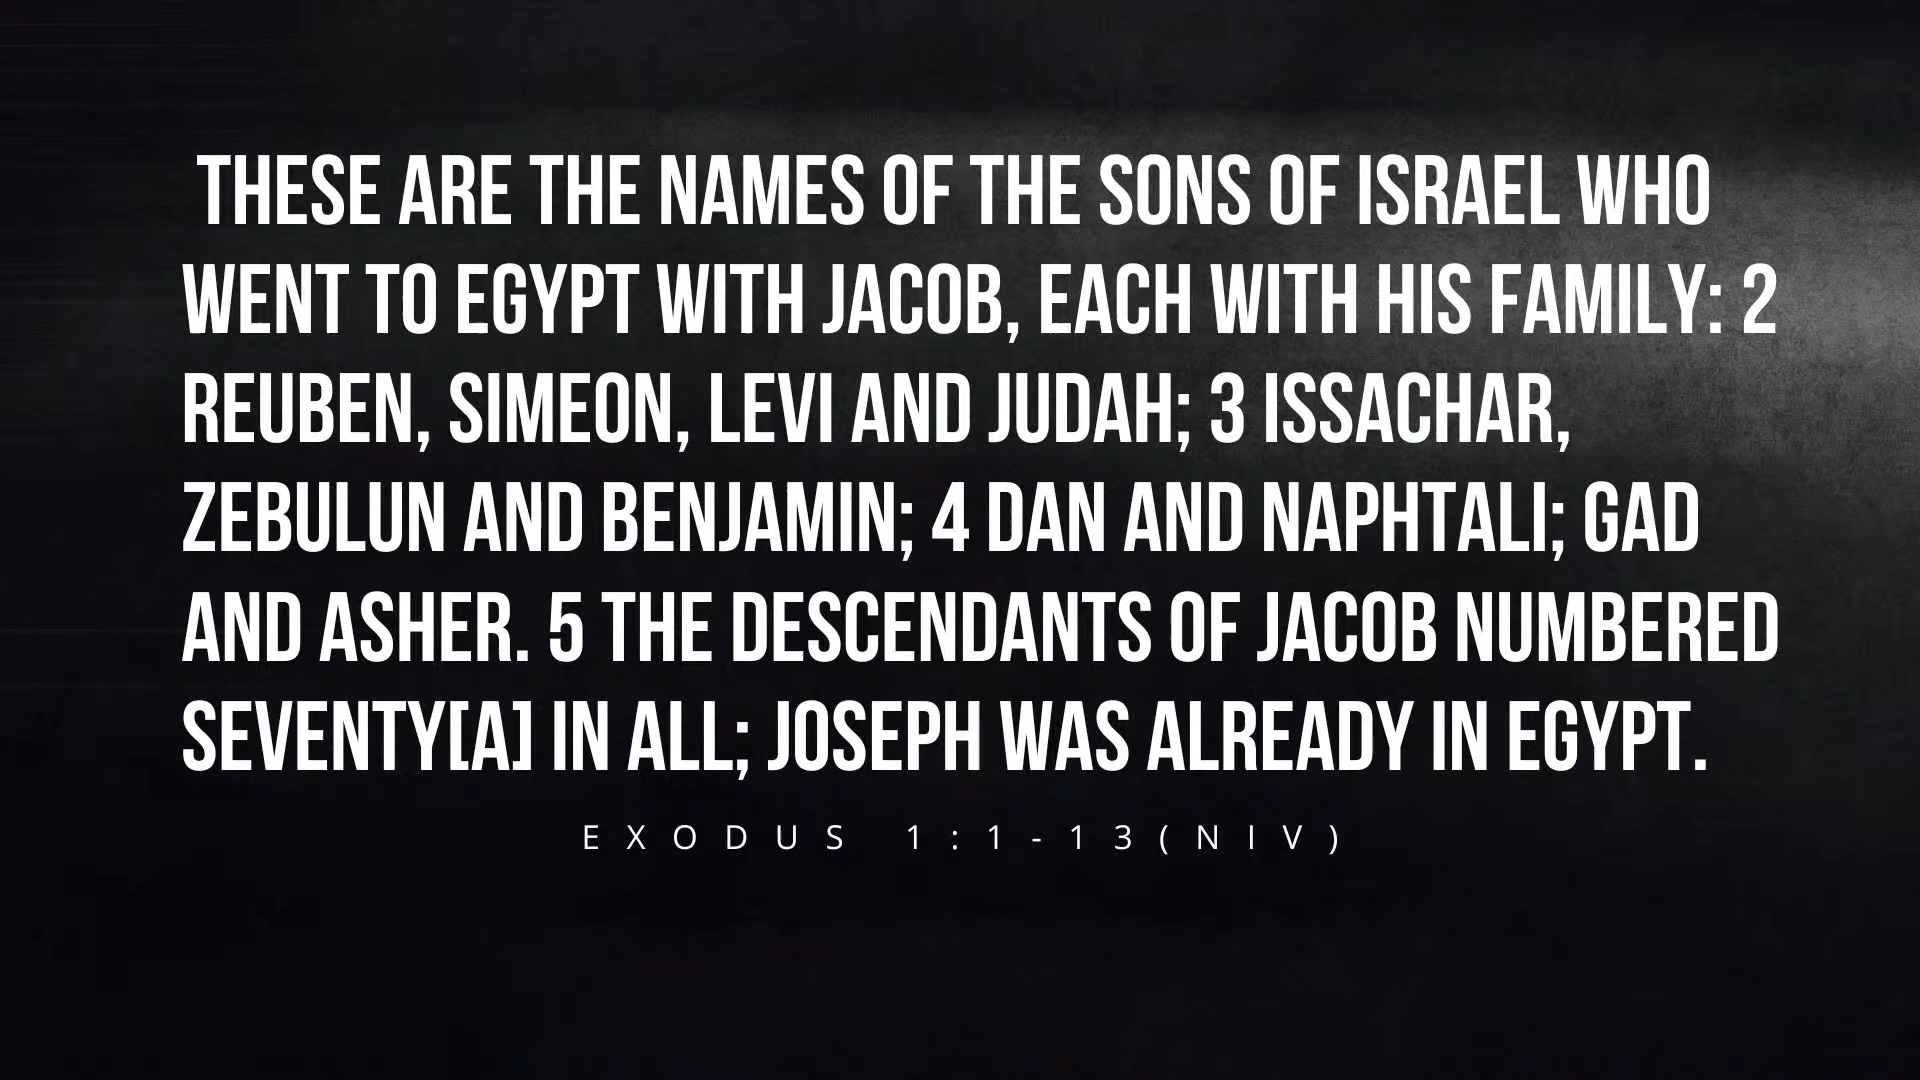 THESE ARE THE NAMES OF THE SONS OF ISRAEL WHO
WENT TO EGYPT WITH JACOB, EACH WITH HIS FAMILY: 2
REUBEN, SIMEON, LEVI AND JUDAH; 3 ISSACHAR,
ZEBULUN AND BENJAMIN; 4 DAN AND NAPHTALI; GAD
AND ASHER. 5 THE DESCENDANTS OF JACOB NUMBERED
SEVENTY[A] IN ALL; JOSEPH WAS ALREADY IN EGYPT.
EXODUS 1:1-13(NIV)